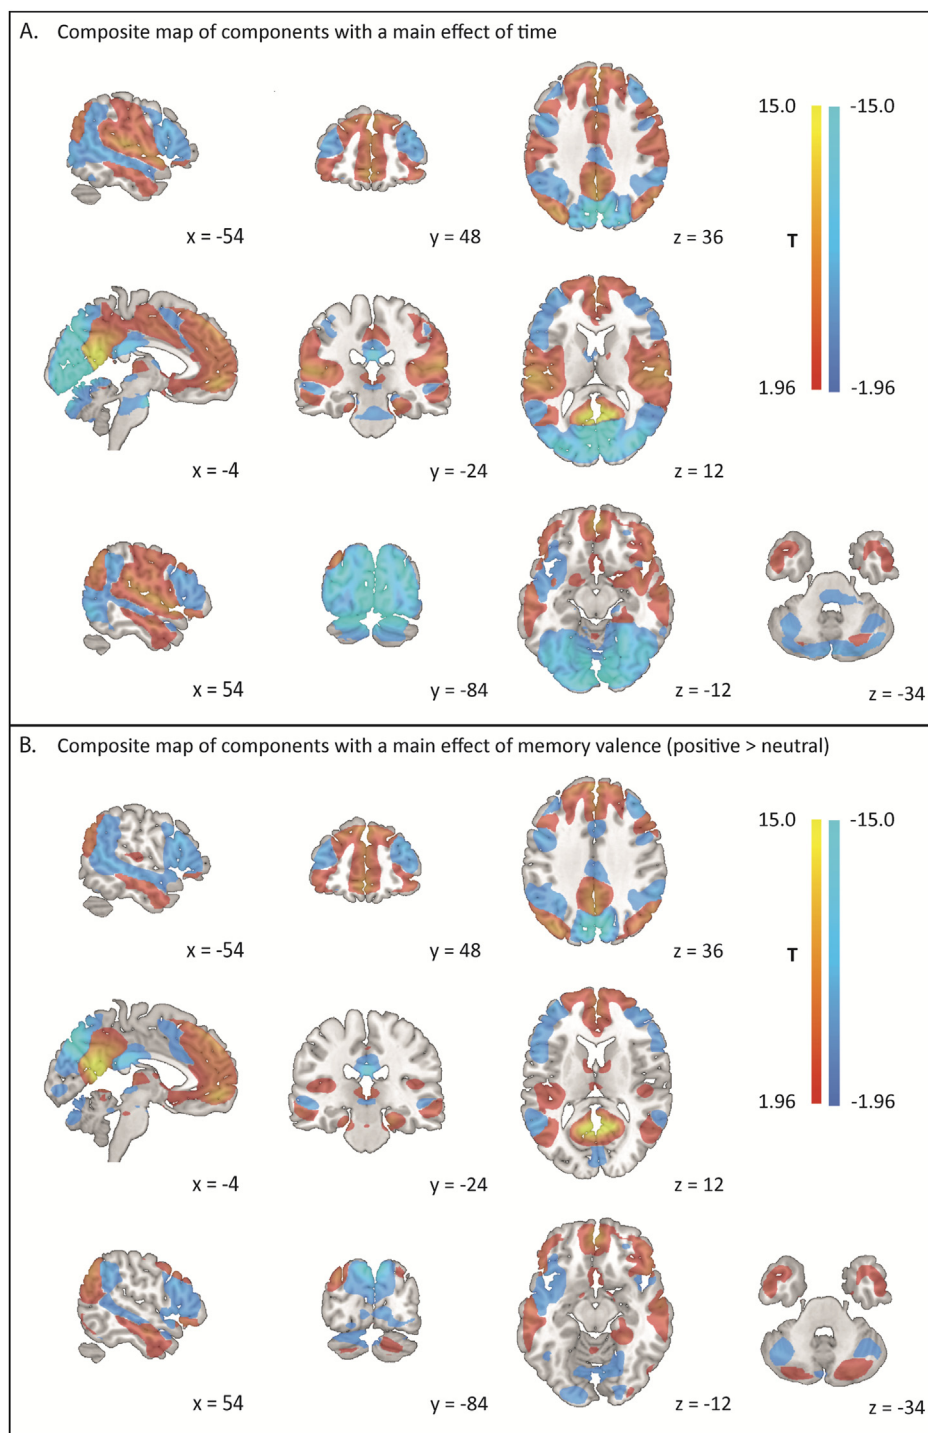 A. Composite map of components with a main effect of time
15.0 -15.0
x = -54 y = 48 z = 36
T
1.96 -1.96
x = -4 y = -24 z = 12
x = 54 y = -84 z = -12 z = -34
B. Composite map of components with a main effect of memory valence (positive > neutral)
15.0 -15.0
x = -54 y = 48 z = 36
T
1.96 -1.96
x = -4 y = -24 z = 12
x = 54 y = -84 z = -12 z = -34